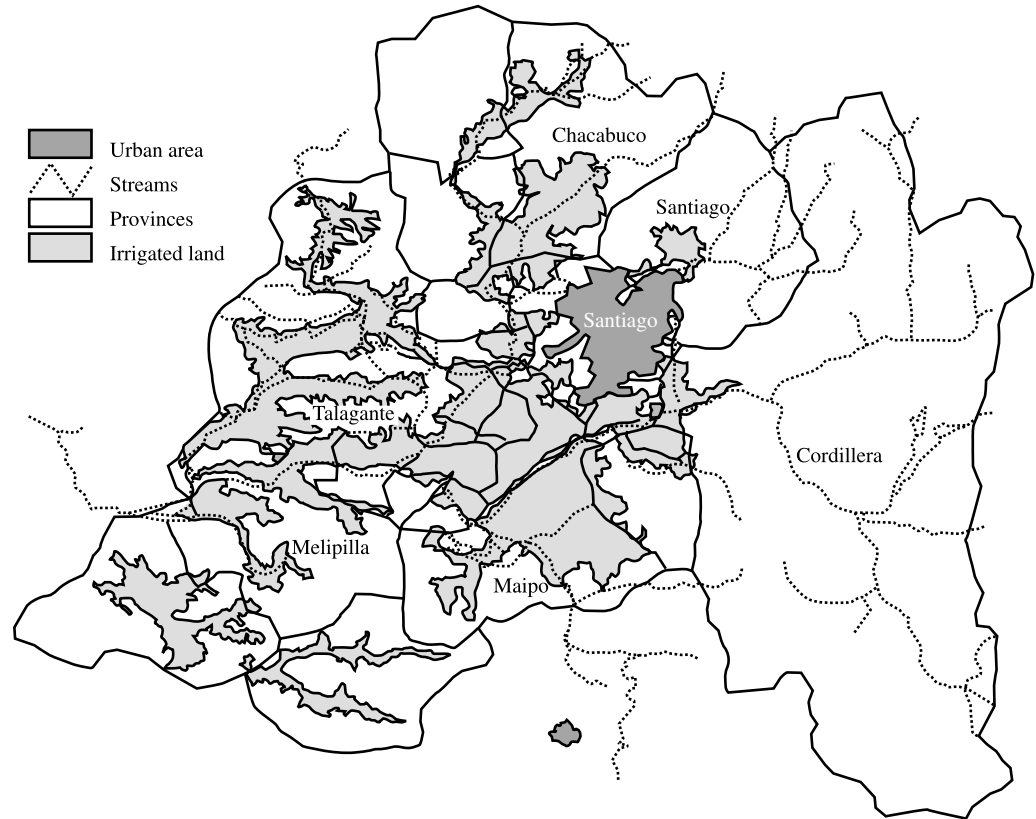 Urban area
Streams
Provinces
Irrigated land
Chacabuco
Santiago
Santiago
Talagante
Cordillera
Melipilla
Maipo